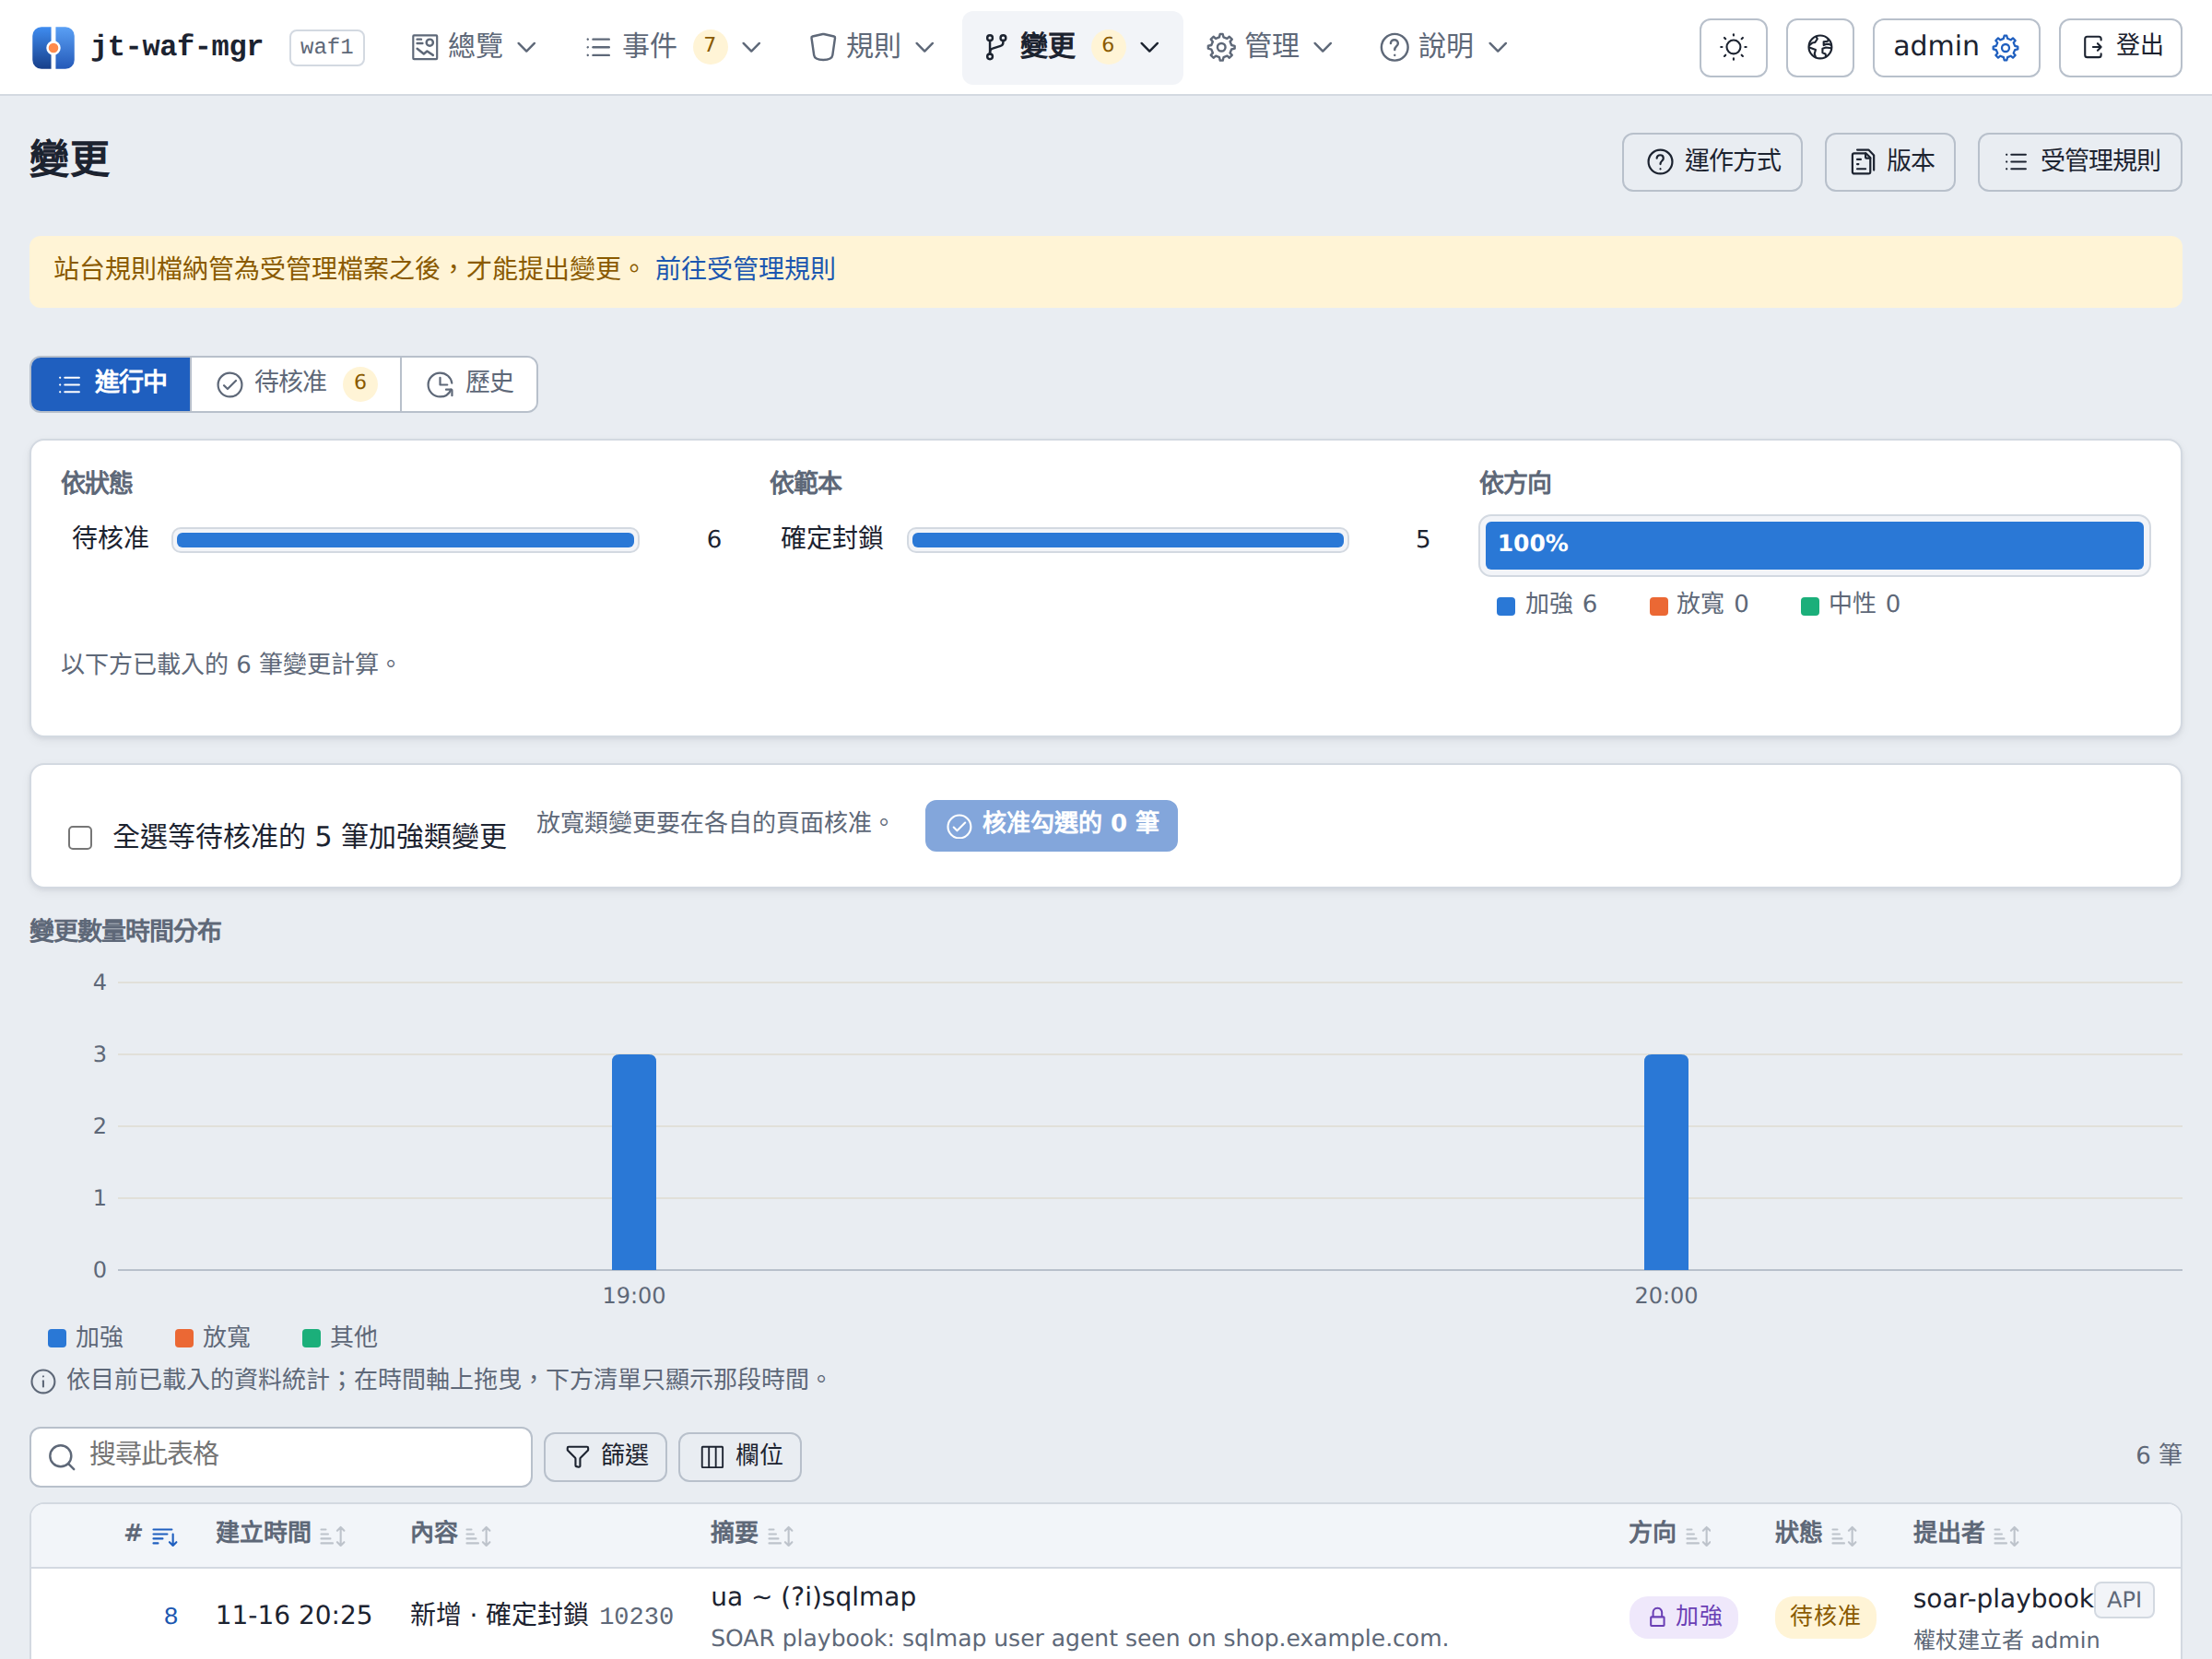 jt-waf-mgr waf1 總覽 事件 7 規則 變更 6 管理 說明 admin 登出
變更 運作方式 版本 受管理規則
站台規則檔納管為受管理檔案之後，才能提出變更。 前往受管理規則
進行中 待核准 6 歷史
依狀態 依範本 依方向
待核准 6 確定封鎖 5 100%
加強 6 放寬 0 中性 0
以下方已載入的 6 筆變更計算。
全選等待核准的 5 筆加強類變更 放寬類變更要在各自的頁面核准。 核准勾選的 0 筆
變更數量時間分布
4
3
2
1
0
19:00 20:00
加強 放寬 其他
依目前已載入的資料統計；在時間軸上拖曳，下方清單只顯示那段時間。
搜尋此表格 篩選 欄位 6 筆
# 建立時間 內容 摘要 方向 狀態 提出者
8 11-16 20:25 新增 · 確定封鎖 10230 ua ~ (?i)sqlmap 加強 待核准 soar-playbook API
SOAR playbook: sqlmap user agent seen on shop.example.com. 權杖建立者 admin